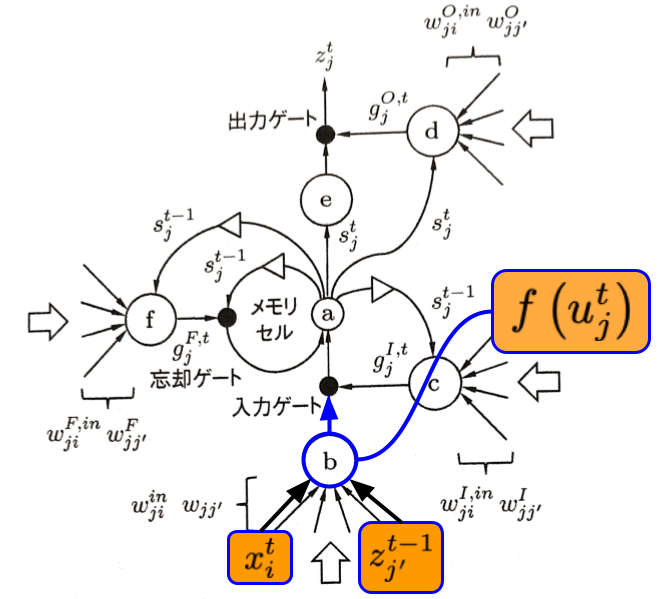 w_{ji}^{O,in} w_{jj'}^{O}
z_j^t
出力ゲート
g_j^{O,t}
d
e
s_j^{t-1}
s_j^t
s_j^t
s_j^{t-1}
メモリ
セル
a
s_j^{t-1}
f(u_j^t)
f
g_j^{F,t}
忘却ゲート
g_j^{I,t}
c
入力ゲート
w_{ji}^{F,in} w_{jj'}^{F}
b
w_{ji}^{in} w_{jj'}
w_{ji}^{I,in} w_{jj'}^{I}
x_i^t
z_{j'}^{t-1}